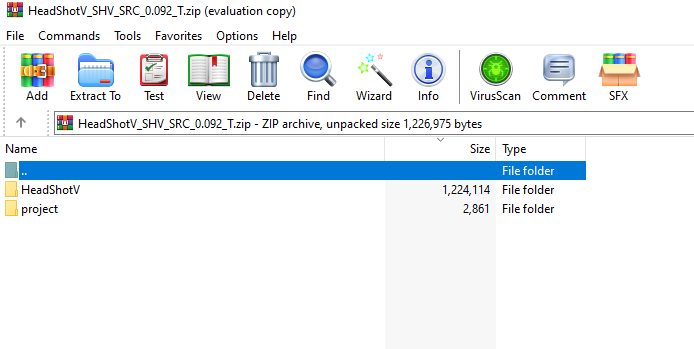 HeadShotV_SHV_SRC_0.092_T.zip (evaluation copy)
File Commands Tools Favorites Options Help
Add Extract To Test View Delete Find Wizard Info VirusScan Comment SFX
HeadShotV_SHV_SRC_0.092_T.zip - ZIP archive, unpacked size 1,226,975 bytes
Name Size Type
.. File folder
HeadShotV 1,224,114 File folder
project 2,861 File folder